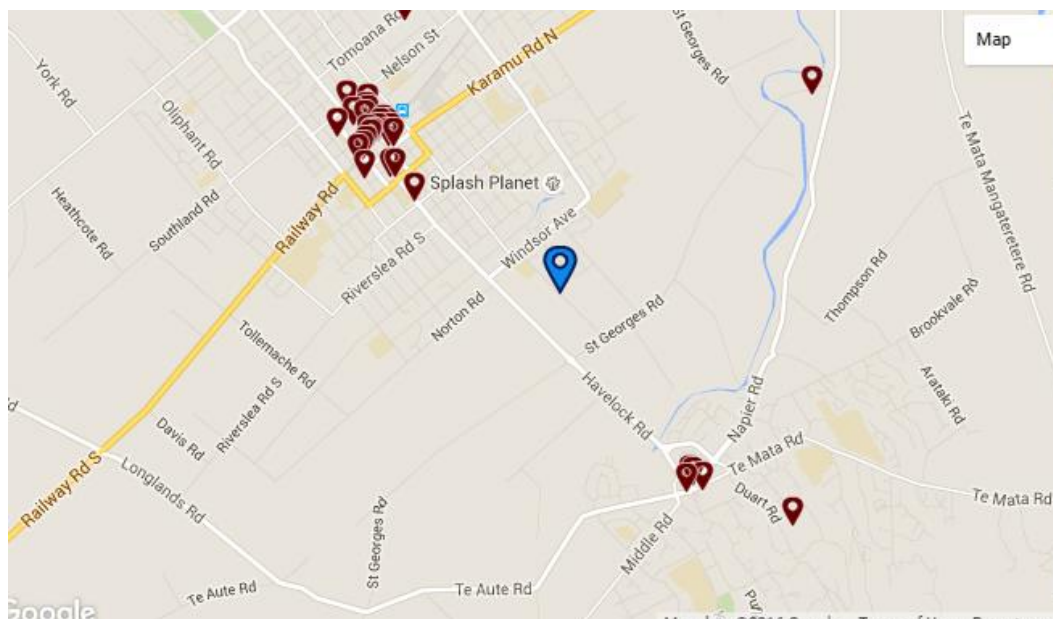 Tomoana Rd
Nelson St
Karamu Rd N
St Georges Rd
Map
York Rd
Oliphant Rd
Te Mata Mangateretere Rd
Splash Planet
Heathcote Rd
Southland Rd
Railway Rd
Riverslea Rd S
Windsor Ave
Norton Rd
St Georges Rd
Thompson Rd
Brookvale Rd
Tollemache Rd
Riverslea Rd S
Havelock Rd
Arataki Rd
Napier Rd
Davis Rd
Te Mata Rd
Railway Rd S
Longlands Rd
Duart Rd
Te Mata Rd
St Georges Rd
Middle Rd
Te Aute Rd
Te Aute Rd
Google